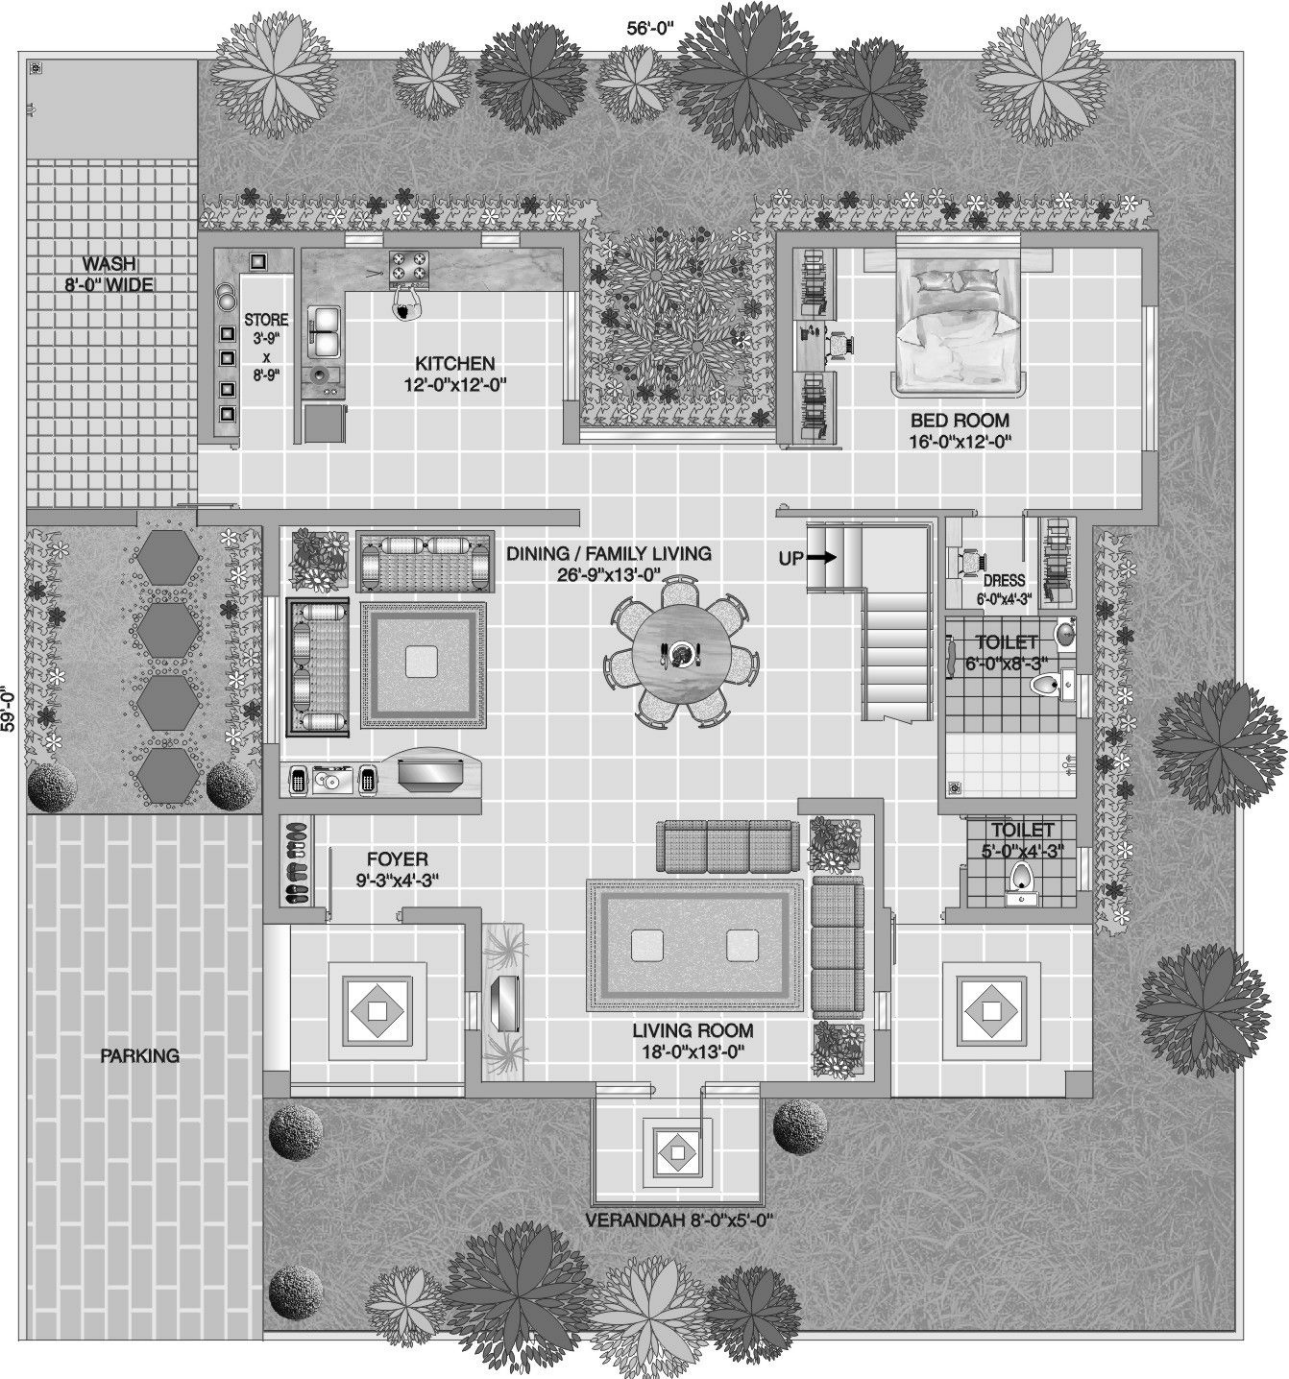 56'-0"
WASH
8'-0" WIDE
STORE
3'-9"
x
8'-9"
KITCHEN
12'-0"x12'-0"
BED ROOM
16'-0"x12'-0"
DINING / FAMILY LIVING
26'-9"x13'-0"
UP
DRESS
6'-0"x4'-3"
TOILET
6'-0"x8'-3"
59'-0"
TOILET
5'-0"x4'-3"
FOYER
9'-3"x4'-3"
LIVING ROOM
18'-0"x13'-0"
PARKING
VERANDAH 8'-0"x5'-0"